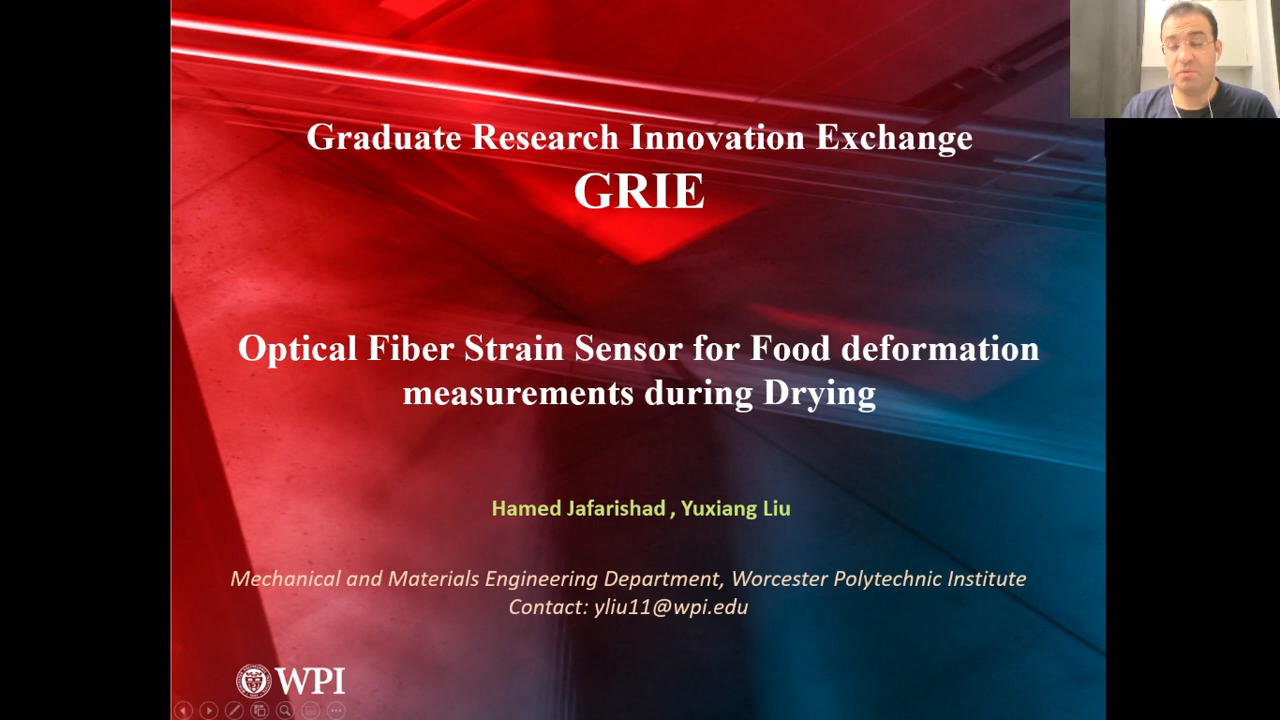 Graduate Research Innovation Exchange
GRIE
Optical Fiber Strain Sensor for Food deformation
measurements during Drying
Hamed Jafarishad , Yuxiang Liu
Mechanical and Materials Engineering Department, Worcester Polytechnic Institute
Contact: yliu11@wpi.edu
WPI